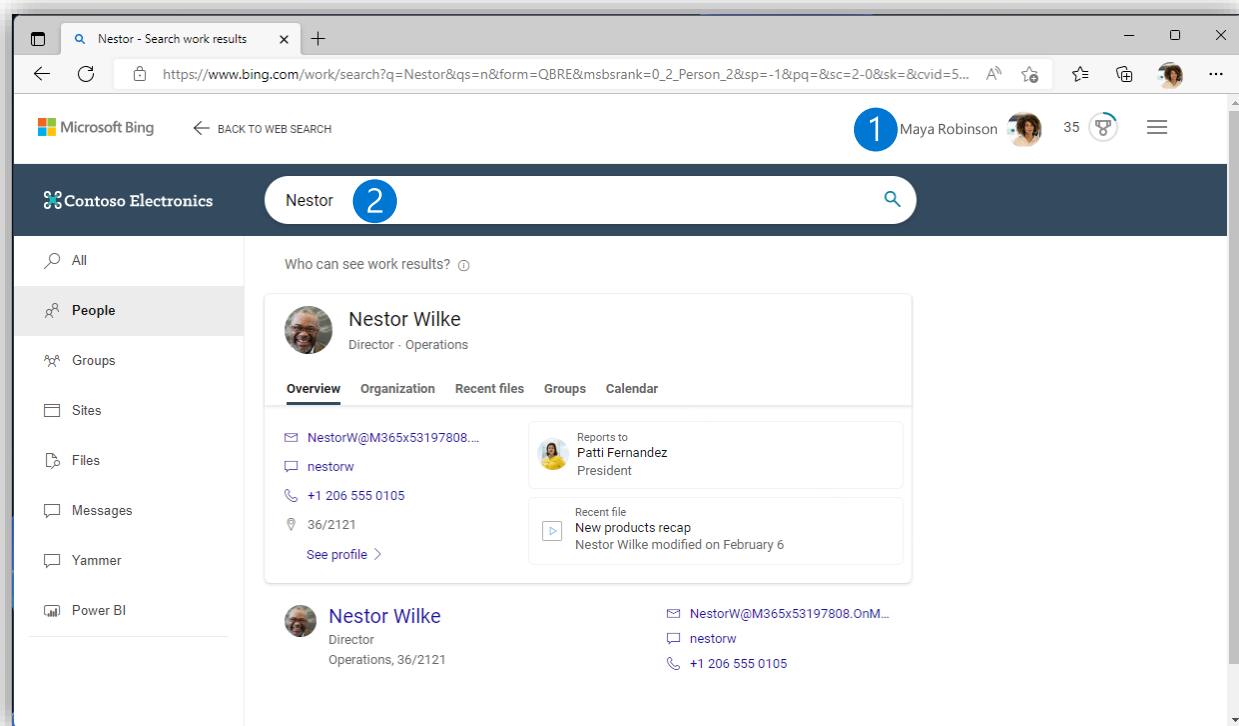 Nestor - Search work results
https://www.bing.com/work/search?q=Nestor&qs=n&form=QBRE&msbsrank=0_2_Person_2&sp=-1&pq=&sc=2-0&sk=&cvid=5...
Microsoft Bing
BACK TO WEB SEARCH
1 Maya Robinson 35
Contoso Electronics
Nestor 2
All
People
Groups
Sites
Files
Messages
Yammer
Power BI
Who can see work results?
Nestor Wilke
Director · Operations
Overview Organization Recent files Groups Calendar
NestorW@M365x53197808....
nestorw
+1 206 555 0105
36/2121
See profile
Reports to
Patti Fernandez
President
Recent file
New products recap
Nestor Wilke modified on February 6
Nestor Wilke
Director
Operations, 36/2121
NestorW@M365x53197808.OnM...
nestorw
+1 206 555 0105